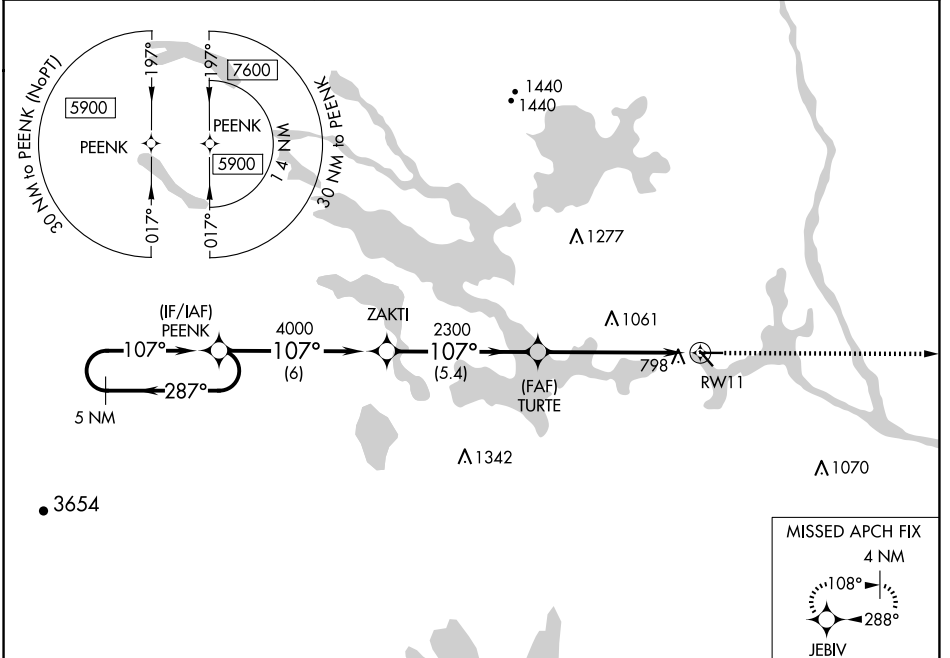 30 NM to PEENK (NoPT)
197°
5900
PEENK
017°
197°
7600
PEENK
5900
14 NM
017°
30 NM to PEENK
1440
1440
1277
(IF/IAF)
PEENK
107°
287°
5 NM
4000
107°
(6)
ZAKTI
2300
107°
(5.4)
(FAF)
TURTE
1061
798
RW11
1342
1070
3654
MISSED APCH FIX
4 NM
108°
288°
JEBIV